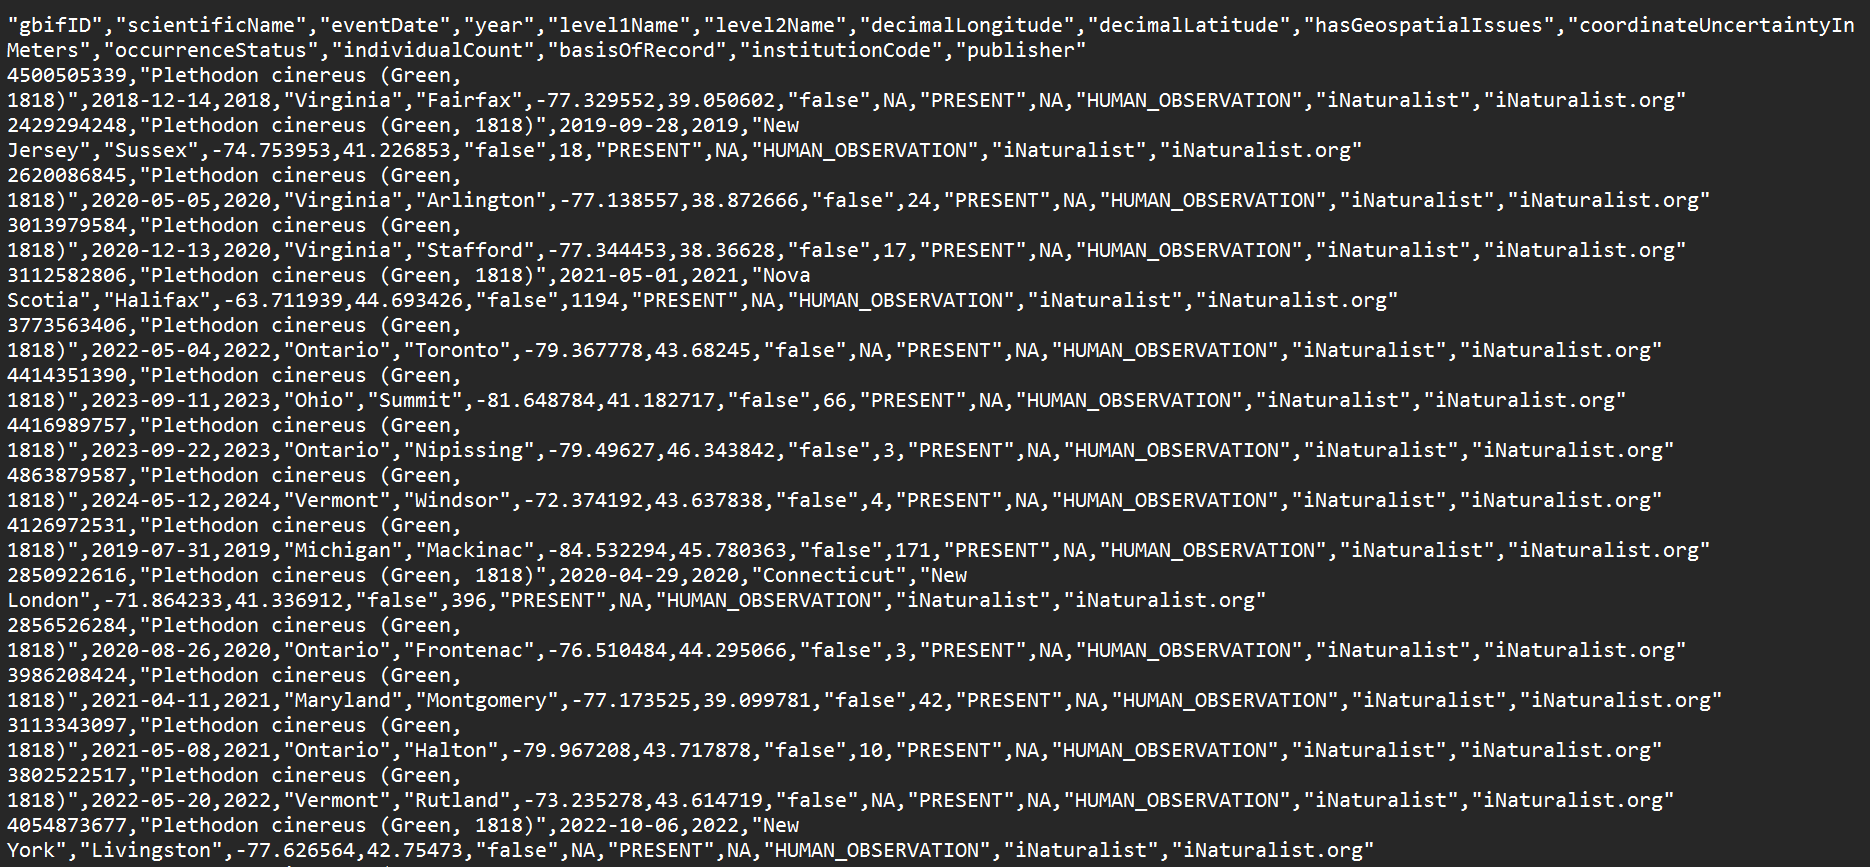 "gbifID","scientificName","eventDate","year","level1Name","level2Name","decimalLongitude","decimalLatitude","hasGeospatialIssues","coordinateUncertaintyIn
Meters","occurrenceStatus","individualCount","basisOfRecord","institutionCode","publisher"
4500505339,"Plethodon cinereus (Green,
1818)",2018-12-14,2018,"Virginia","Fairfax",-77.329552,39.050602,"false",NA,"PRESENT",NA,"HUMAN_OBSERVATION","iNaturalist","iNaturalist.org"
2429294248,"Plethodon cinereus (Green, 1818)",2019-09-28,2019,"New
Jersey","Sussex",-74.753953,41.226853,"false",18,"PRESENT",NA,"HUMAN_OBSERVATION","iNaturalist","iNaturalist.org"
2620086845,"Plethodon cinereus (Green,
1818)",2020-05-05,2020,"Virginia","Arlington",-77.138557,38.872666,"false",24,"PRESENT",NA,"HUMAN_OBSERVATION","iNaturalist","iNaturalist.org"
3013979584,"Plethodon cinereus (Green,
1818)",2020-12-13,2020,"Virginia","Stafford",-77.344453,38.36628,"false",17,"PRESENT",NA,"HUMAN_OBSERVATION","iNaturalist","iNaturalist.org"
3112582806,"Plethodon cinereus (Green, 1818)",2021-05-01,2021,"Nova
Scotia","Halifax",-63.711939,44.693426,"false",1194,"PRESENT",NA,"HUMAN_OBSERVATION","iNaturalist","iNaturalist.org"
3773563406,"Plethodon cinereus (Green,
1818)",2022-05-04,2022,"Ontario","Toronto",-79.367778,43.68245,"false",NA,"PRESENT",NA,"HUMAN_OBSERVATION","iNaturalist","iNaturalist.org"
4414351390,"Plethodon cinereus (Green,
1818)",2023-09-11,2023,"Ohio","Summit",-81.648784,41.182717,"false",66,"PRESENT",NA,"HUMAN_OBSERVATION","iNaturalist","iNaturalist.org"
4416989757,"Plethodon cinereus (Green,
1818)",2023-09-22,2023,"Ontario","Nipissing",-79.49627,46.343842,"false",3,"PRESENT",NA,"HUMAN_OBSERVATION","iNaturalist","iNaturalist.org"
4863879587,"Plethodon cinereus (Green,
1818)",2024-05-12,2024,"Vermont","Windsor",-72.374192,43.637838,"false",4,"PRESENT",NA,"HUMAN_OBSERVATION","iNaturalist","iNaturalist.org"
4126972531,"Plethodon cinereus (Green,
1818)",2019-07-31,2019,"Michigan","Mackinac",-84.532294,45.780363,"false",171,"PRESENT",NA,"HUMAN_OBSERVATION","iNaturalist","iNaturalist.org"
2850922616,"Plethodon cinereus (Green, 1818)",2020-04-29,2020,"Connecticut","New
London",-71.864233,41.336912,"false",396,"PRESENT",NA,"HUMAN_OBSERVATION","iNaturalist","iNaturalist.org"
2856526284,"Plethodon cinereus (Green,
1818)",2020-08-26,2020,"Ontario","Frontenac",-76.510484,44.295066,"false",3,"PRESENT",NA,"HUMAN_OBSERVATION","iNaturalist","iNaturalist.org"
3986208424,"Plethodon cinereus (Green,
1818)",2021-04-11,2021,"Maryland","Montgomery",-77.173525,39.099781,"false",42,"PRESENT",NA,"HUMAN_OBSERVATION","iNaturalist","iNaturalist.org"
3113343097,"Plethodon cinereus (Green,
1818)",2021-05-08,2021,"Ontario","Halton",-79.967208,43.717878,"false",10,"PRESENT",NA,"HUMAN_OBSERVATION","iNaturalist","iNaturalist.org"
3802522517,"Plethodon cinereus (Green,
1818)",2022-05-20,2022,"Vermont","Rutland",-73.235278,43.614719,"false",NA,"PRESENT",NA,"HUMAN_OBSERVATION","iNaturalist","iNaturalist.org"
4054873677,"Plethodon cinereus (Green, 1818)",2022-10-06,2022,"New
York","Livingston",-77.626564,42.75473,"false",NA,"PRESENT",NA,"HUMAN_OBSERVATION","iNaturalist","iNaturalist.org"